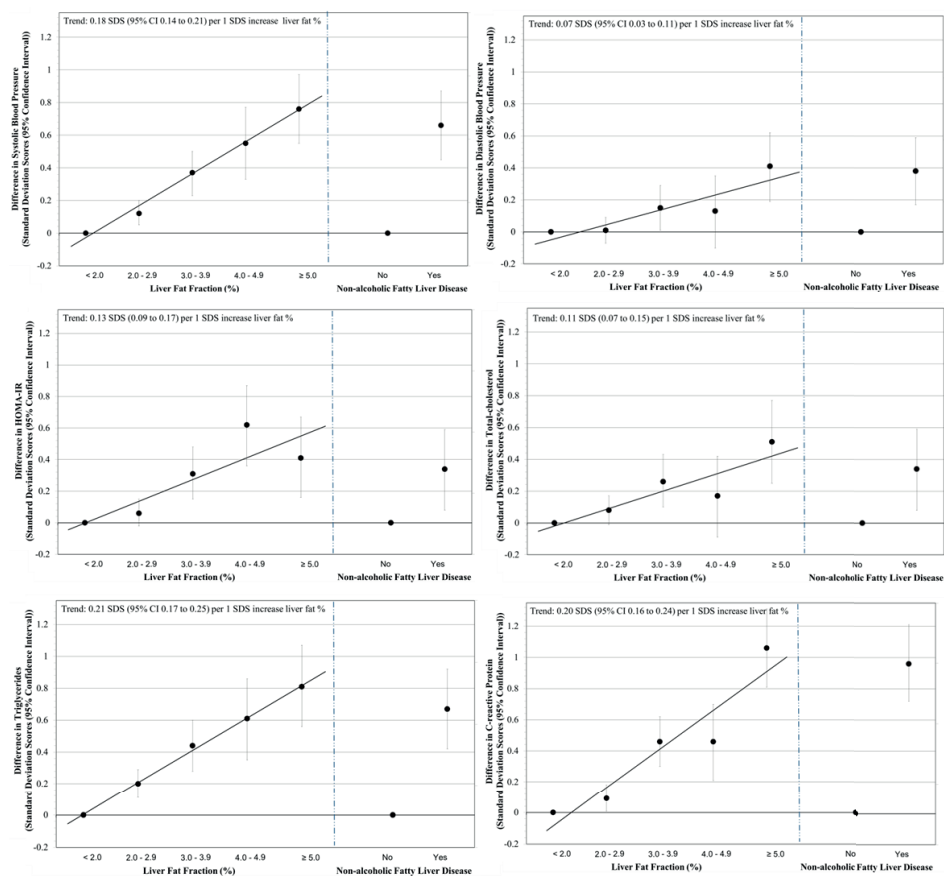 Trend: 0.18 SDS (95% CI 0.14 to 0.21) per 1 SDS increase liver fat %
Difference in Systolic Blood Pressure
(Standard Deviation Scores (95% Confidence Interval))
1.2
1
0.8
0.6
0.4
0.2
0
-0.2
< 2.0 2.0 - 2.9 3.0 - 3.9 4.0 - 4.9 ≥ 5.0 No Yes
Liver Fat Fraction (%) Non-alcoholic Fatty Liver Disease
Trend: 0.07 SDS (95% CI 0.03 to 0.11) per 1 SDS increase liver fat %
Difference in Diastolic Blood Pressure
(Standard Deviation Scores (95% Confidence Interval))
1.2
1
0.8
0.6
0.4
0.2
0
-0.2
< 2.0 2.0 - 2.9 3.0 - 3.9 4.0 - 4.9 ≥ 5.0 No Yes
Liver Fat Fraction (%) Non-alcoholic Fatty Liver Disease
Trend: 0.13 SDS (0.09 to 0.17) per 1 SDS increase liver fat %
Difference in HOMA-IR
(Standard Deviation Scores (95% Confidence Interval))
1.2
1
0.8
0.6
0.4
0.2
0
-0.2
< 2.0 2.0 - 2.9 3.0 - 3.9 4.0 - 4.9 ≥ 5.0 No Yes
Liver Fat Fraction (%) Non-alcoholic Fatty Liver Disease
Trend: 0.11 SDS (0.07 to 0.15) per 1 SDS increase liver fat %
Difference in Total-cholesterol
(Standard Deviation Scores (95% Confidence Interval))
1.2
1
0.8
0.6
0.4
0.2
0
-0.2
< 2.0 2.0 - 2.9 3.0 - 3.9 4.0 - 4.9 ≥ 5.0 No Yes
Liver Fat Fraction (%) Non-alcoholic Fatty Liver Disease
Trend: 0.21 SDS (95% CI 0.17 to 0.25) per 1 SDS increase liver fat %
Difference in Triglycerides
(Standard Deviation Scores (95% Confidence Interval))
1.2
1
0.8
0.6
0.4
0.2
0
-0.2
< 2.0 2.0 - 2.9 3.0 - 3.9 4.0 - 4.9 ≥ 5.0 No Yes
Liver Fat Fraction (%) Non-alcoholic Fatty Liver Disease
Trend: 0.20 SDS (95% CI 0.16 to 0.24) per 1 SDS increase liver fat %
Difference in C-reactive Protein
(Standard Deviation Scores (95% Confidence Interval))
1.2
1
0.8
0.6
0.4
0.2
0
-0.2
< 2.0 2.0 - 2.9 3.0 - 3.9 4.0 - 4.9 ≥ 5.0 No Yes
Liver Fat Fraction (%) Non-alcoholic Fatty Liver Disease